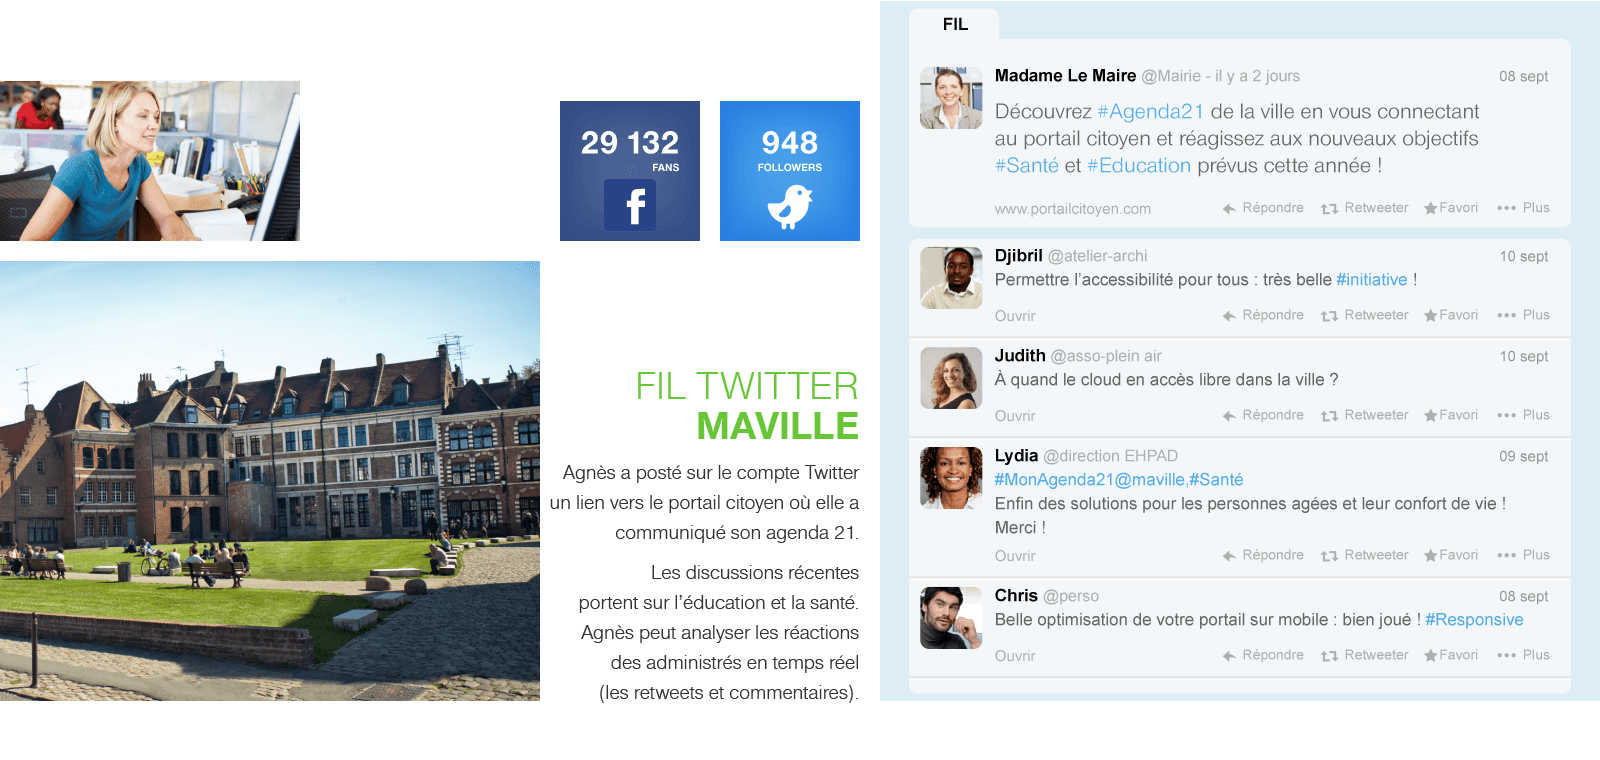 29 132
FANS
f
948
FOLLOWERS
FIL TWITTER
MAVILLE
Agnès a posté sur le compte Twitter
un lien vers le portail citoyen où elle a
communiqué son agenda 21.
Les discussions récentes
portent sur l’éducation et la santé.
Agnès peut analyser les réactions
des administrés en temps réel
(les retweets et commentaires).
FIL
Madame Le Maire @Mairie - il y a 2 jours 08 sept
Découvrez #Agenda21 de la ville en vous connectant
au portail citoyen et réagissez aux nouveaux objectifs
#Santé et #Education prévus cette année !
www.portailcitoyen.com Répondre Retweeter Favori Plus
Djibril @atelier-archi 10 sept
Permettre l’accessibilité pour tous : très belle #initiative !
Ouvrir Répondre Retweeter Favori Plus
Judith @asso-plein air 10 sept
À quand le cloud en accès libre dans la ville ?
Ouvrir Répondre Retweeter Favori Plus
Lydia @direction EHPAD 09 sept
#MonAgenda21@maville,#Santé
Enfin des solutions pour les personnes agées et leur confort de vie !
Merci !
Ouvrir Répondre Retweeter Favori Plus
Chris @perso 08 sept
Belle optimisation de votre portail sur mobile : bien joué ! #Responsive
Ouvrir Répondre Retweeter Favori Plus